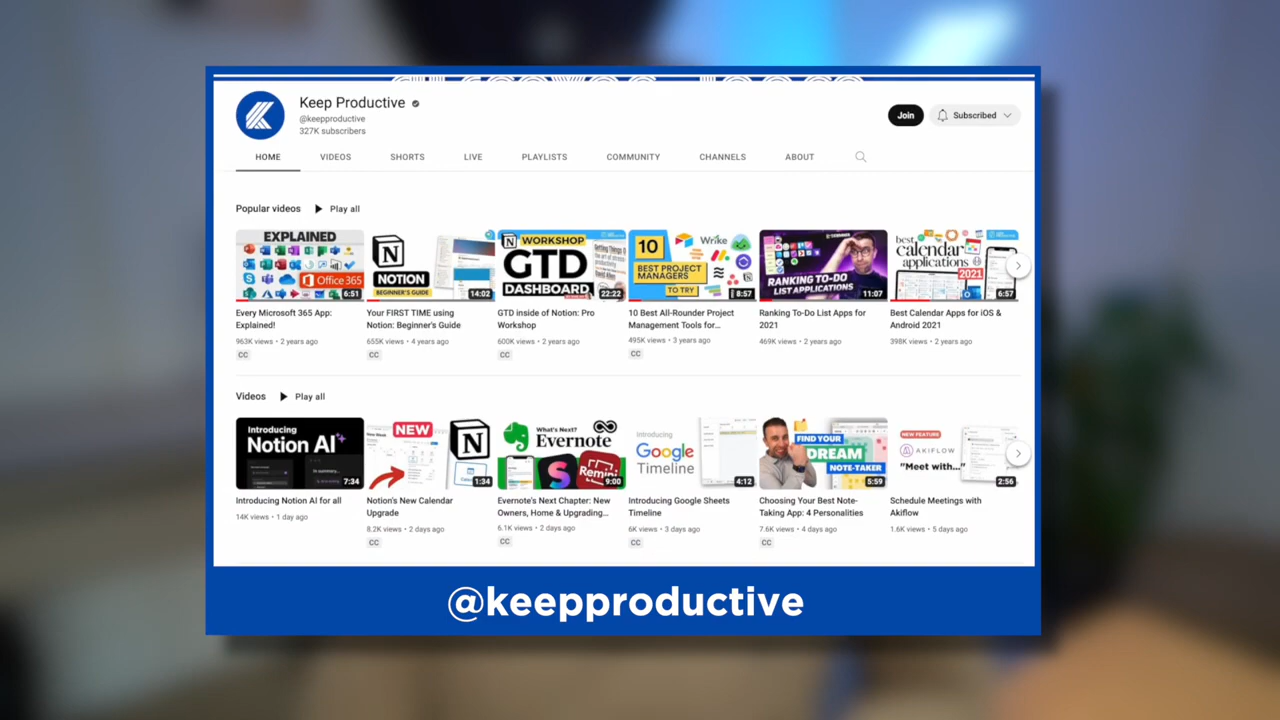 Keep Productive
@keepproductive
327K subscribers
Join
Subscribed
HOME
VIDEOS
SHORTS
LIVE
PLAYLISTS
COMMUNITY
CHANNELS
ABOUT
Popular videos
Play all
EXPLAINED
Office 365
6:51
NOTION
BEGINNER'S GUIDE
14:02
WORKSHOP
GTD
DASHBOARD
22:22
10
Wrike
BEST PROJECT
MANAGERS
TO TRY
8:57
RANKING TO-DO
LIST APPLICATIONS
11:07
best
calendar
applications
2021
6:57
Every Microsoft 365 App:
Explained!
963K views • 2 years ago
CC
Your FIRST TIME using
Notion: Beginner's Guide
655K views • 4 years ago
CC
GTD inside of Notion: Pro
Workshop
600K views • 2 years ago
CC
10 Best All-Rounder Project
Management Tools for...
495K views • 3 years ago
CC
Ranking To-Do List Apps for
2021
469K views • 2 years ago
Best Calendar Apps for iOS &
Android 2021
398K views • 2 years ago
Videos
Play all
Introducing
Notion AI
7:34
NEW
1:34
What's Next?
Evernote
Remini
9:00
Introducing
Google
Timeline
4:12
FIND YOUR
DREAM
NOTE-TAKER
5:59
NEW FEATURE
AKIFLOW
"Meet with..."
2:56
Introducing Notion AI for all
14K views • 1 day ago
Notion's New Calendar
Upgrade
8.2K views • 2 days ago
CC
Evernote's Next Chapter: New
Owners, Home & Upgrading...
6.1K views • 2 days ago
CC
Introducing Google Sheets
Timeline
6K views • 3 days ago
CC
Choosing Your Best Note-
Taking App: 4 Personalities
7.6K views • 4 days ago
CC
Schedule Meetings with
Akiflow
1.6K views • 5 days ago
@keepproductive